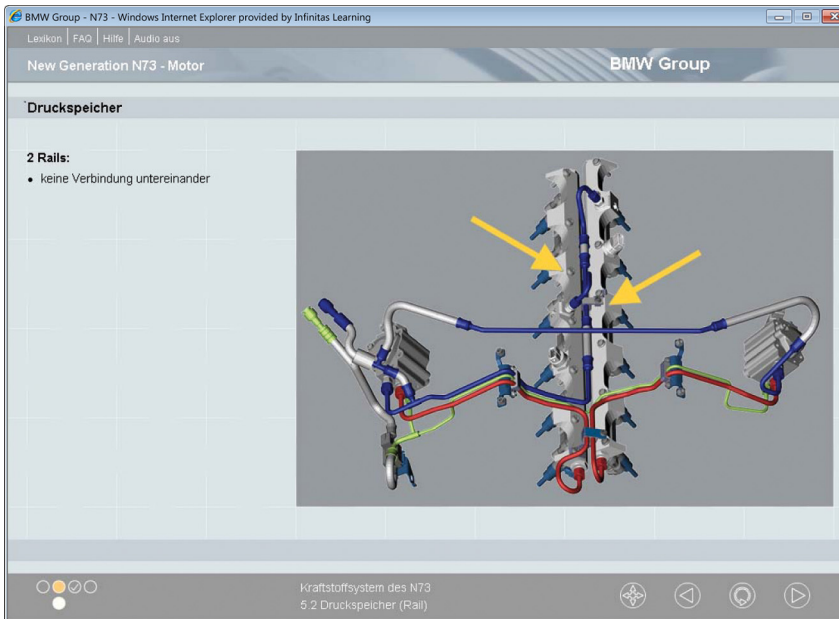 BMW Group - N73 - Windows Internet Explorer provided by Infinitas Learning
Lexikon | FAQ | Hilfe | Audio aus
New Generation N73 - Motor
BMW Group
Druckspeicher
2 Rails:
• keine Verbindung untereinander
Kraftstoffsystem des N73
5.2 Druckspeicher (Rail)